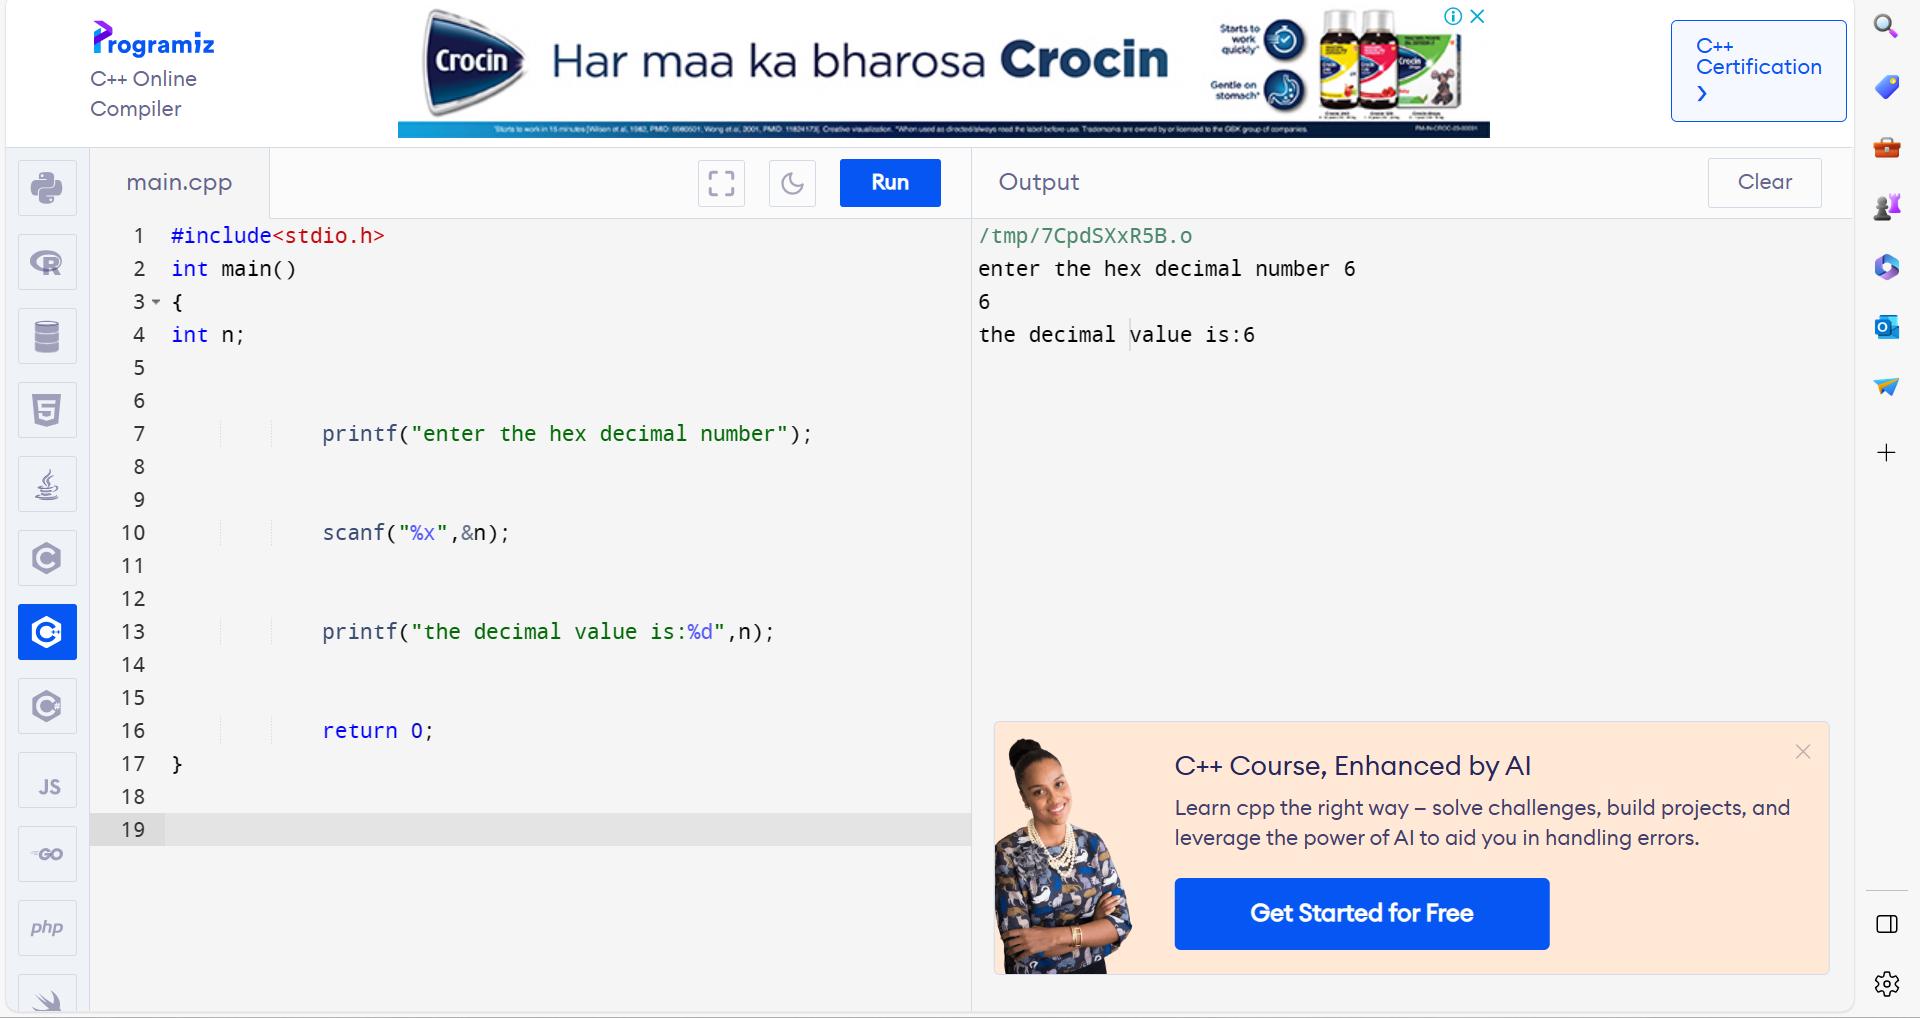 Programiz
C++ Online
Compiler
Crocin
Har maa ka bharosa Crocin
Starts to
work
quickly*
Gentle on
stomach*
C++
Certification
main.cpp
Run
Output
Clear
1 #include<stdio.h>
2 int main()
3 {
4 int n;
5
6
7 printf("enter the hex decimal number");
8
9
10 scanf("%x",&n);
11
12
13 printf("the decimal value is:%d",n);
14
15
16 return 0;
17 }
18
19
/tmp/7CpdSXxR5B.o
enter the hex decimal number 6
6
the decimal value is:6
JS
GO
php
C++ Course, Enhanced by AI
Learn cpp the right way – solve challenges, build projects, and
leverage the power of AI to aid you in handling errors.
Get Started for Free